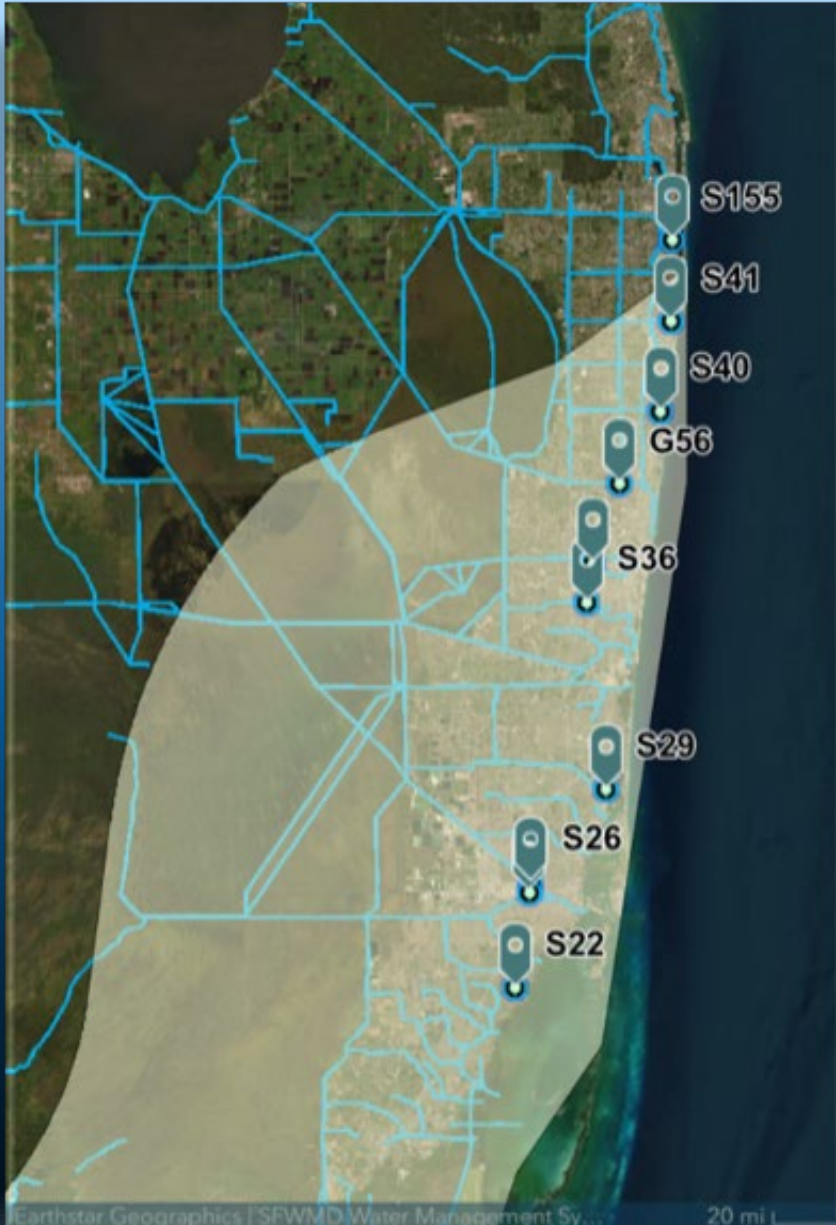 S155
S41
S40
G56
S36
S29
S26
S22
Earthstar Geographics | SFWMD Water Management Sy...
20 mi